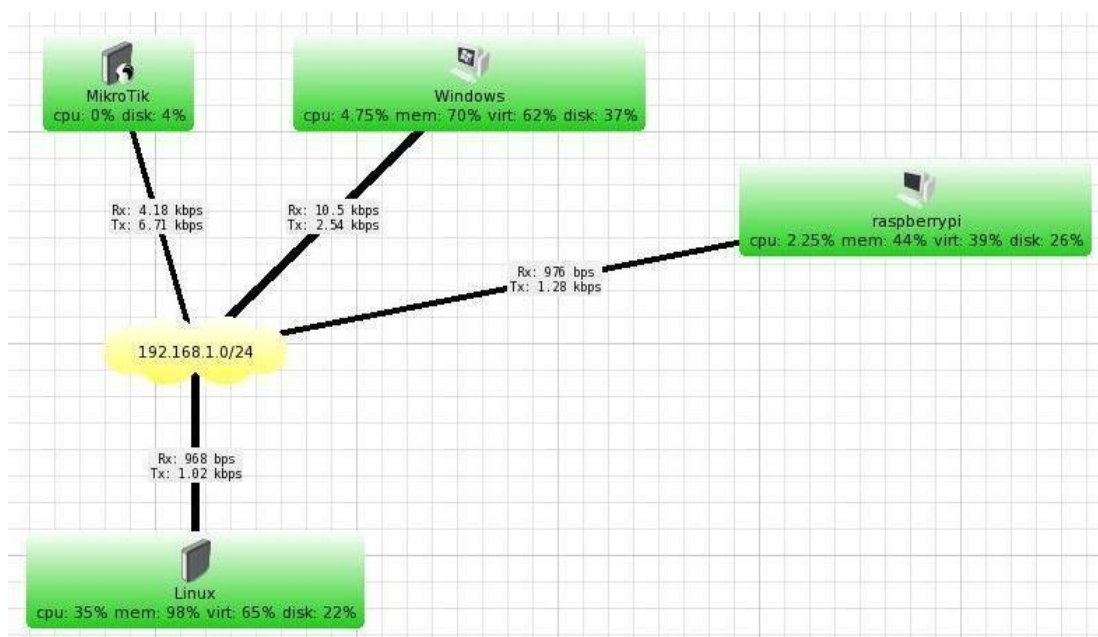 MikroTik
cpu: 0% disk: 4%
Windows
cpu: 4.75% mem: 70% virt: 62% disk: 37%
raspberrypi
cpu: 2.25% mem: 44% virt: 39% disk: 26%
Rx: 4.18 kbps
Tx: 6.71 kbps
Rx: 10.5 kbps
Tx: 2.54 kbps
Rx: 976 bps
Tx: 1.28 kbps
192.168.1.0/24
Rx: 968 bps
Tx: 1.02 kbps
Linux
cpu: 35% mem: 98% virt: 65% disk: 22%